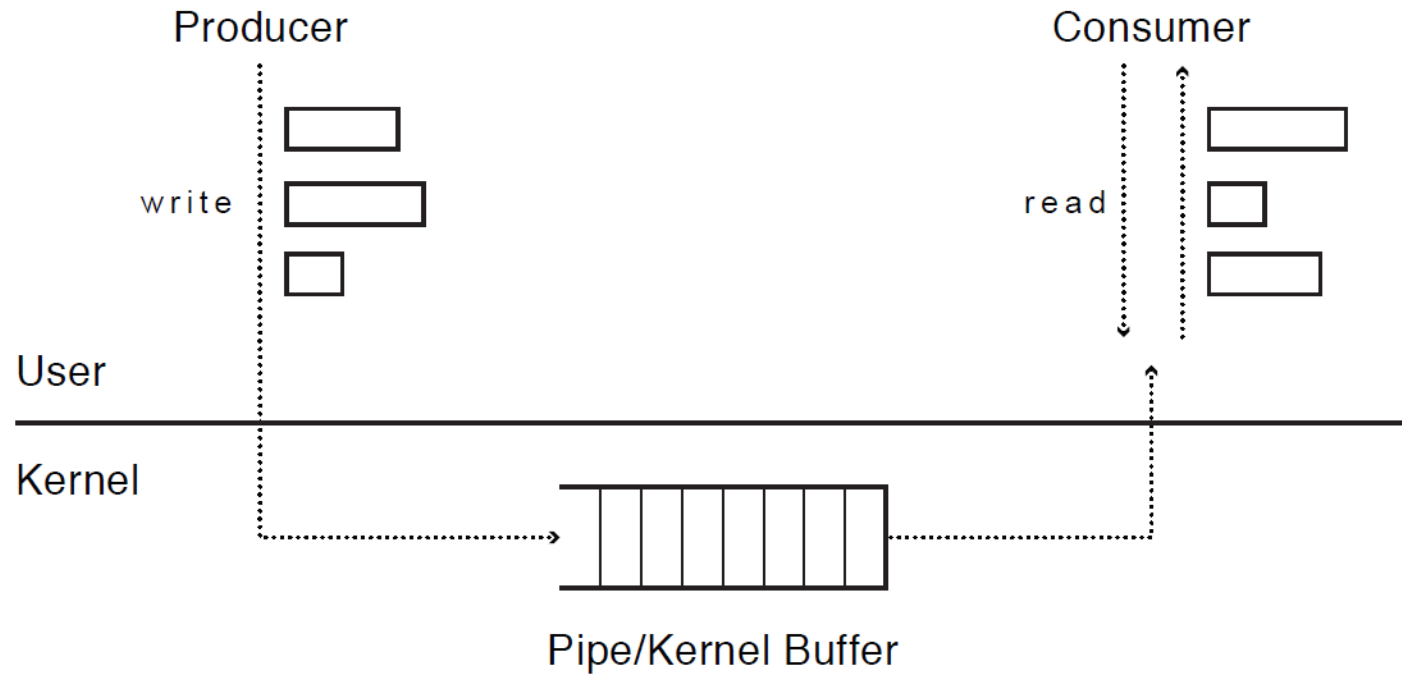 Producer
Consumer
write
read
User
Kernel
Pipe/Kernel Buffer